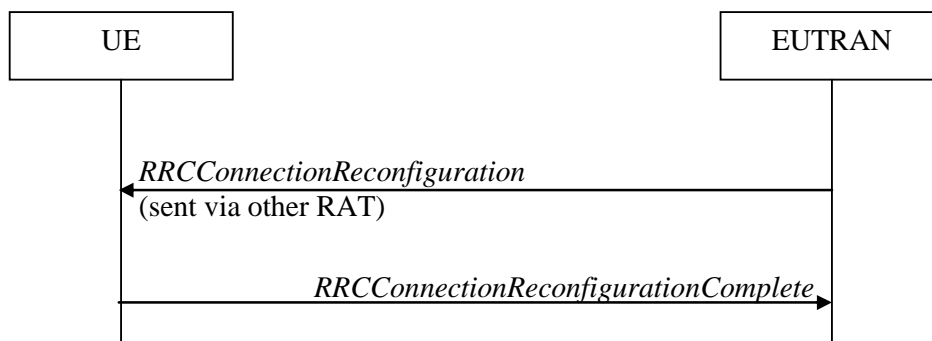 UE
EUTRAN
RRCConnectionReconfiguration
(sent via other RAT)
RRCConnectionReconfigurationComplete